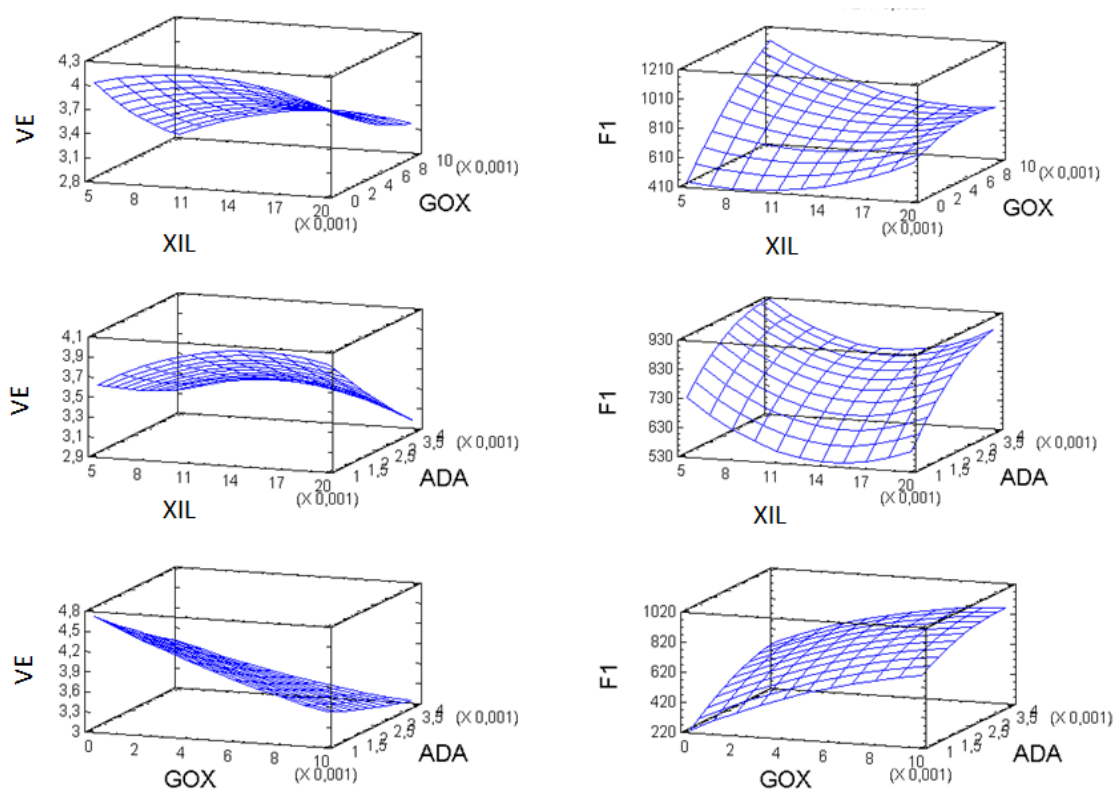 VE
4,3
4
3,7
3,4
3,1
2,8
5 8 11 14 17 20
(X 0,001)
XIL
0 2 4 6 8 10 (X 0,001)
GOX
F1
1210
1010
810
610
410
5 8 11 14 17 20
(X 0,001)
XIL
0 2 4 6 8 10 (X 0,001)
GOX
VE
4,1
3,9
3,7
3,5
3,3
3,1
2,9
5 8 11 14 17 20
(X 0,001)
XIL
1 1,5 2 2,5 3 3,5 4 (X 0,001)
ADA
F1
930
830
730
630
530
5 8 11 14 17 20
(X 0,001)
XIL
1 1,5 2 2,5 3 3,5 4 (X 0,001)
ADA
VE
4,8
4,5
4,2
3,9
3,6
3,3
3
0 2 4 6 8 10
(X 0,001)
GOX
1 1,5 2 2,5 3 3,5 4 (X 0,001)
ADA
F1
1020
820
620
420
220
0 2 4 6 8 10
(X 0,001)
GOX
1 1,5 2 2,5 3 3,5 4 (X 0,001)
ADA